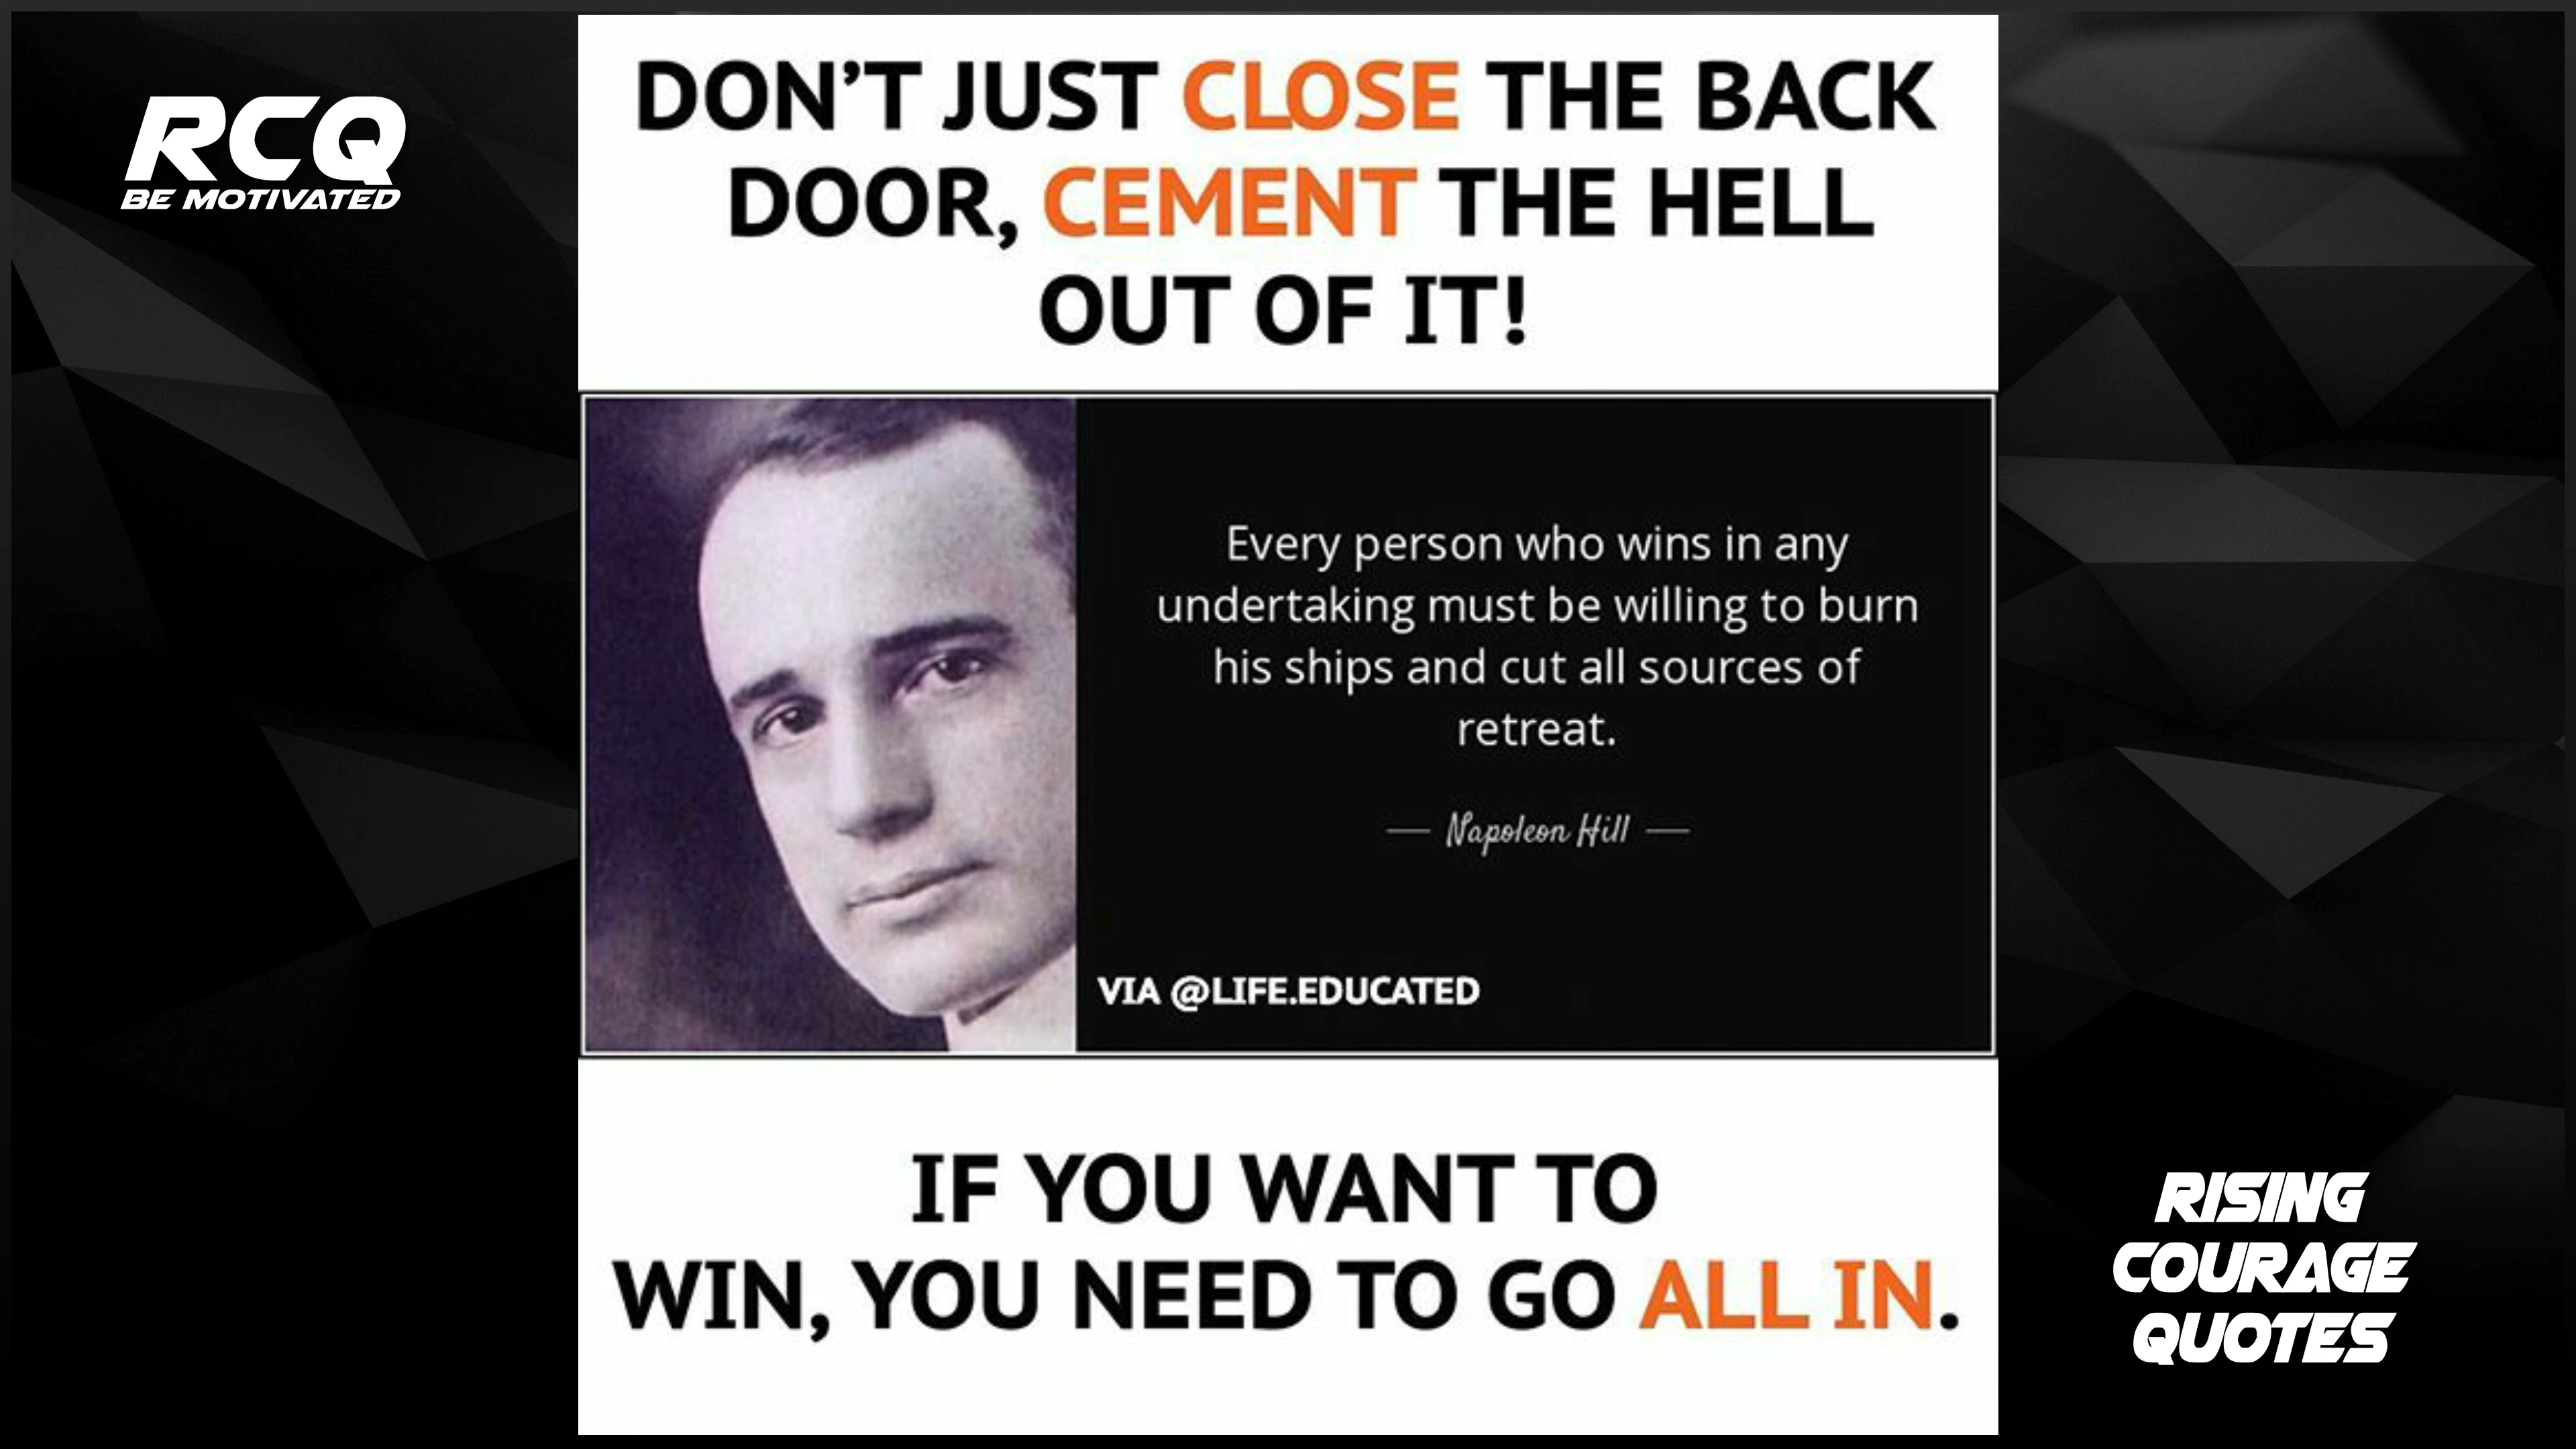 RCQ
BE MOTIVATED
DON'T JUST CLOSE THE BACK
DOOR, CEMENT THE HELL
OUT OF IT!
Every person who wins in any
undertaking must be willing to burn
his ships and cut all sources of
retreat.
— Napoleon Hill —
VIA @LIFE.EDUCATED
IF YOU WANT TO
WIN, YOU NEED TO GO ALL IN.
RISING
COURAGE
QUOTES